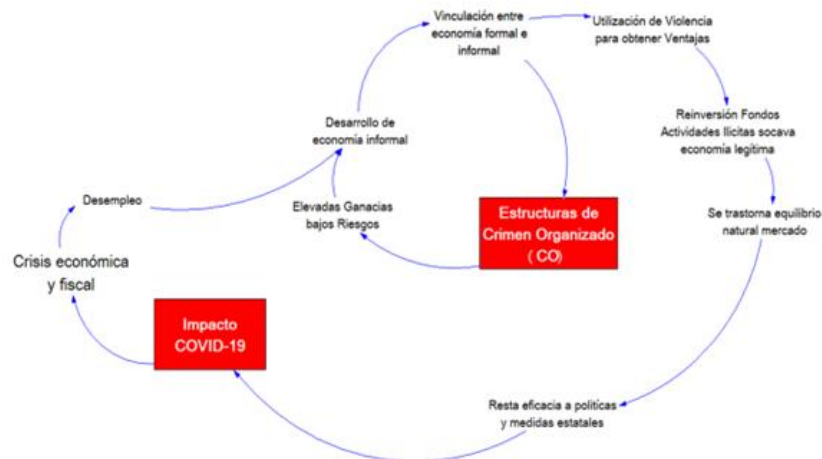 Vinculación entre
economía formal e
informal
Utilización de Violencia
para obtener Ventajas
Desarrollo de
economía informal
Reinversión Fondos
Actividades Ilícitas socava
economía legítima
Desempleo
Elevadas Ganacias
bajos Riesgos
Estructuras de
Crimen Organizado
( CO)
Se trastorna equilibrio
natural mercado
Crisis económica
y fiscal
Impacto
COVID-19
Resta eficacia a políticas
y medidas estatales